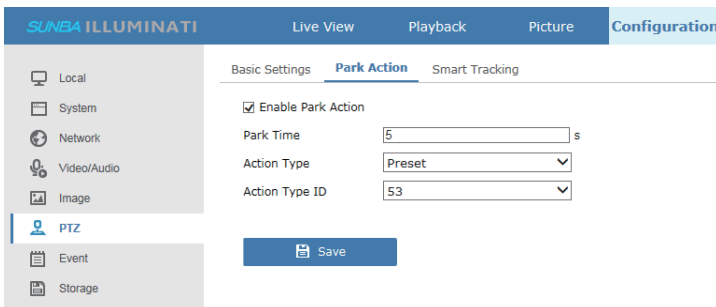 SUNBA ILLUMINATI Live View Playback Picture Configuration
Basic Settings Park Action Smart Tracking
Local
System
Network
Video/Audio
Image
PTZ
Event
Storage
Enable Park Action
Park Time 5 s
Action Type Preset
Action Type ID 53
Save